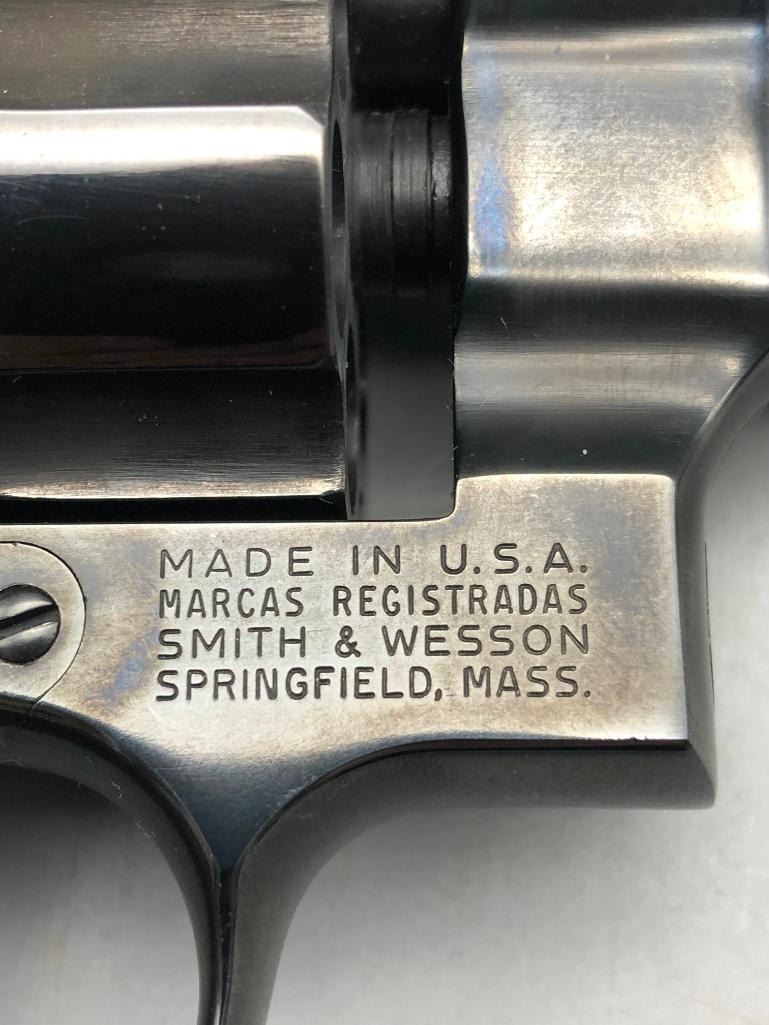 MADE IN U.S.A.
MARCAS REGISTRADAS
SMITH & WESSON
SPRINGFIELD, MASS.